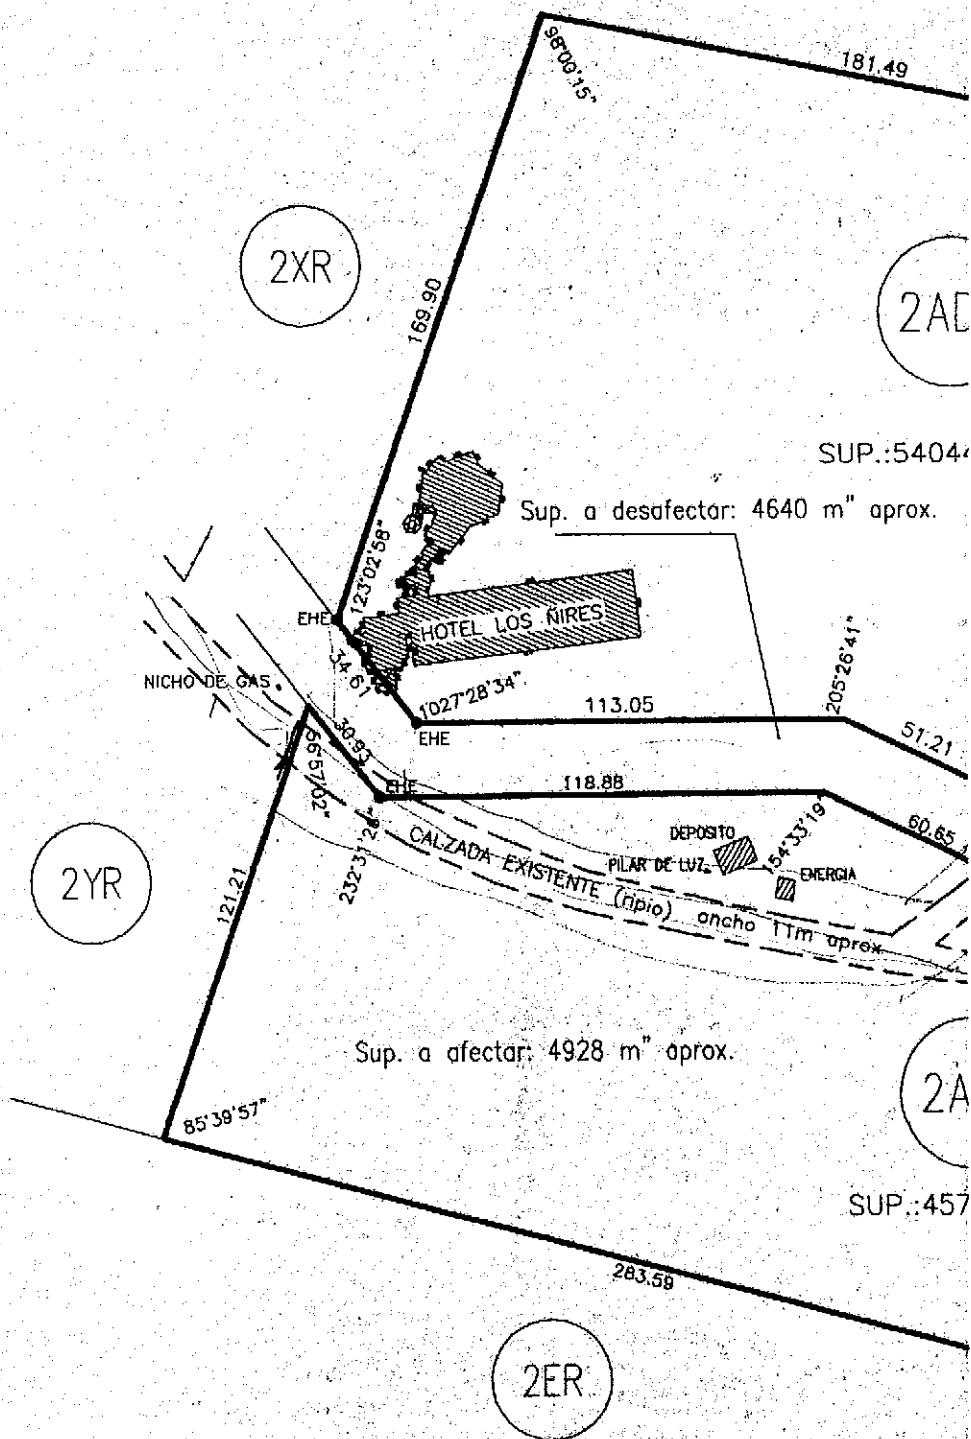 98°00'15"
181.49
2XR
169.90
2AD
SUP.:54044
Sup. a desafectar: 4640 m" aprox.
123°02'58"
EHE
HOTEL LOS ÑIRES
34.61
NICHO DE GAS
1027°28'34"
113.05
205°26'41"
EHE
51.21
30.93
66°57'02"
EHE
118.88
60.65
232°31'28"
154°33'19"
DEPOSITO
PILAR DE LUZ
ENERGIA
CALZADA EXISTENTE (ripio) ancho 11m aprox
2YR
121.21
Sup. a afectar: 4928 m" aprox.
2A
85°39'57"
SUP.:457
283.59
2ER